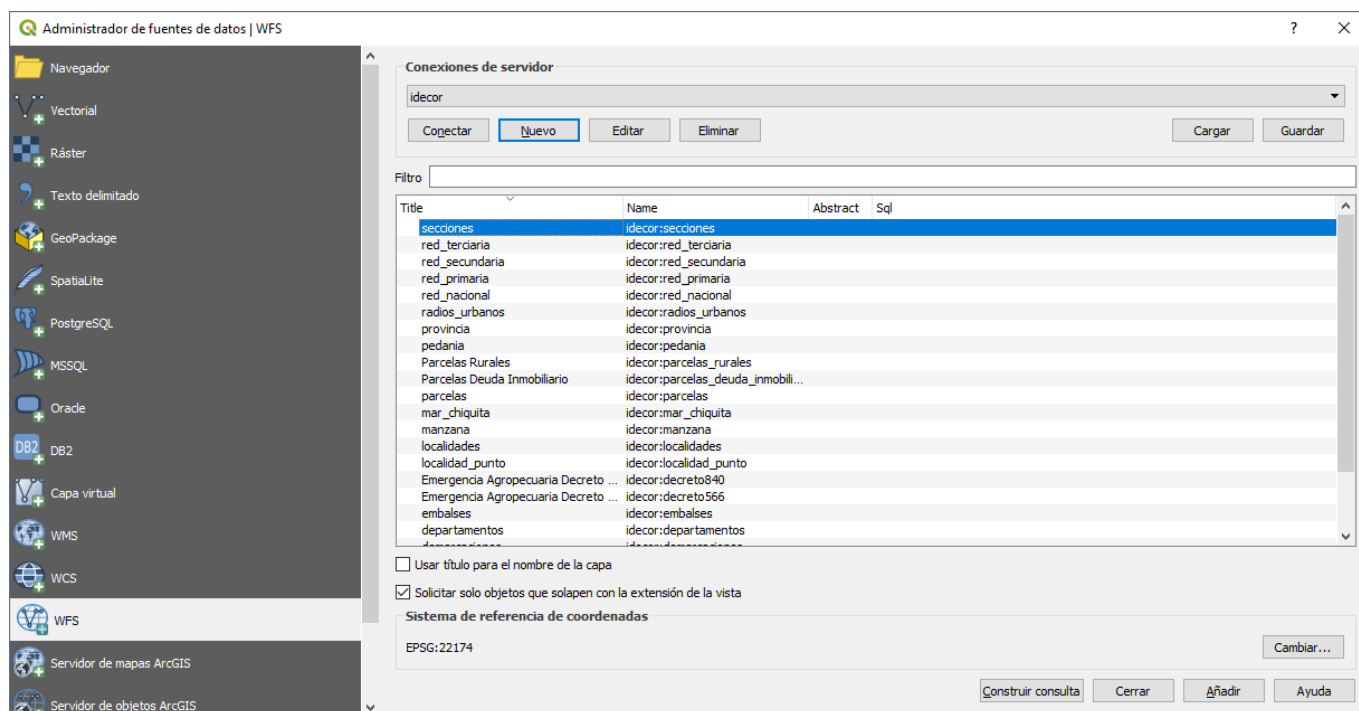 Administrador de fuentes de datos | WFS ? X
Navegador
Vectorial
Ráster
Texto delimitado
GeoPackage
SpatiaLite
PostgreSQL
MSSQL
Oracle
DB2 DB2
Capa virtual
WMS
WCS
WFS
Servidor de mapas ArcGIS
Servidor de objetos ArcGIS
Conexiones de servidor
idecor
Conectar Nuevo Editar Eliminar Cargar Guardar
Filtro
Title Name Abstract Sql
secciones idecor:secciones
red_terciaria idecor:red_terciaria
red_secundaria idecor:red_secundaria
red_primaria idecor:red_primaria
red_nacional idecor:red_nacional
radios_urbanos idecor:radios_urbanos
provincia idecor:provincia
pedania idecor:pedania
Parcelas Rurales idecor:parcelas_rurales
Parcelas Deuda Inmobiliario idecor:parcelas_deuda_inmobili...
parcelas idecor:parcelas
mar_chiquita idecor:mar_chiquita
manzana idecor:manzana
localidades idecor:localidades
localidad_punto idecor:localidad_punto
Emergencia Agropecuaria Decreto ... idecor:decreto840
Emergencia Agropecuaria Decreto ... idecor:decreto566
embalses idecor:embalses
departamentos idecor:departamentos
Usar título para el nombre de la capa
Solicitar solo objetos que solapen con la extensión de la vista
Sistema de referencia de coordenadas
EPSG:22174 Cambiar...
Construir consulta Cerrar Añadir Ayuda